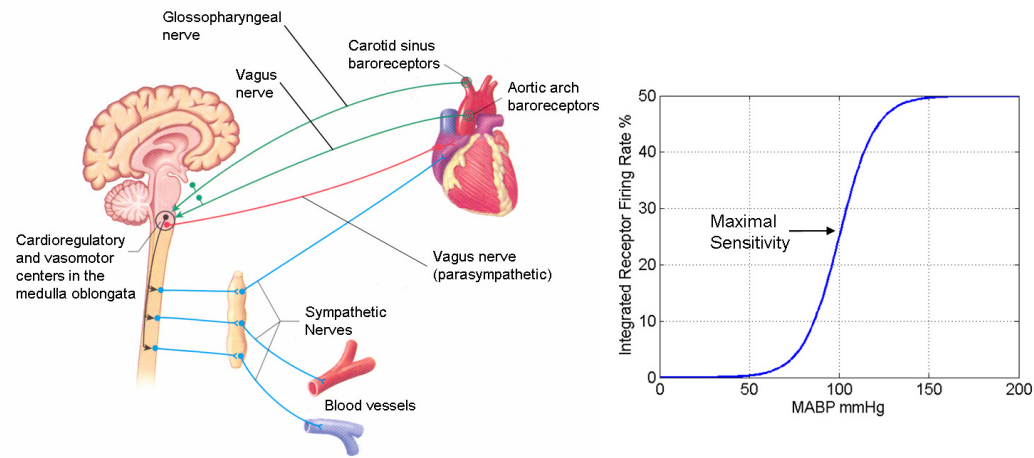 Glossopharyngeal
nerve
Carotid sinus
baroreceptors
Vagus
nerve
Aortic arch
baroreceptors
Cardioregulatory
and vasomotor
centers in the
medulla oblongata
Vagus nerve
(parasympathetic)
Sympathetic
Nerves
Blood vessels
Integrated Receptor Firing Rate %
50
40
30
20
10
0
Maximal
Sensitivity
0 50 100 150 200
MABP mmHg